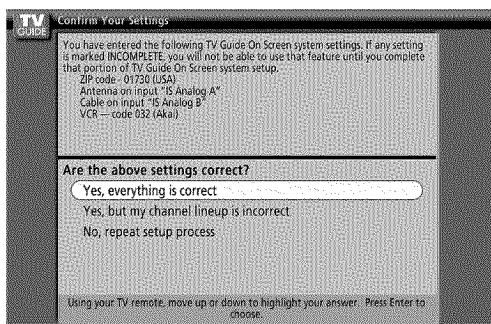 TV
GUIDE
Confirm Your Settings
You have entered the following TV Guide On Screen system settings. If any setting
is marked INCOMPLETE, you will not be able to use that feature until you complete
that portion of TV Guide On Screen system setup.
ZIP code - 01730 (USA)
Antenna on input "IS Analog A"
Cable on input "IS Analog B"
VCR — code 032 (Akai)
Are the above settings correct?
Yes, everything is correct
Yes, but my channel lineup is incorrect
No, repeat setup process
Using your TV remote, move up or down to highlight your answer. Press Enter to
choose.